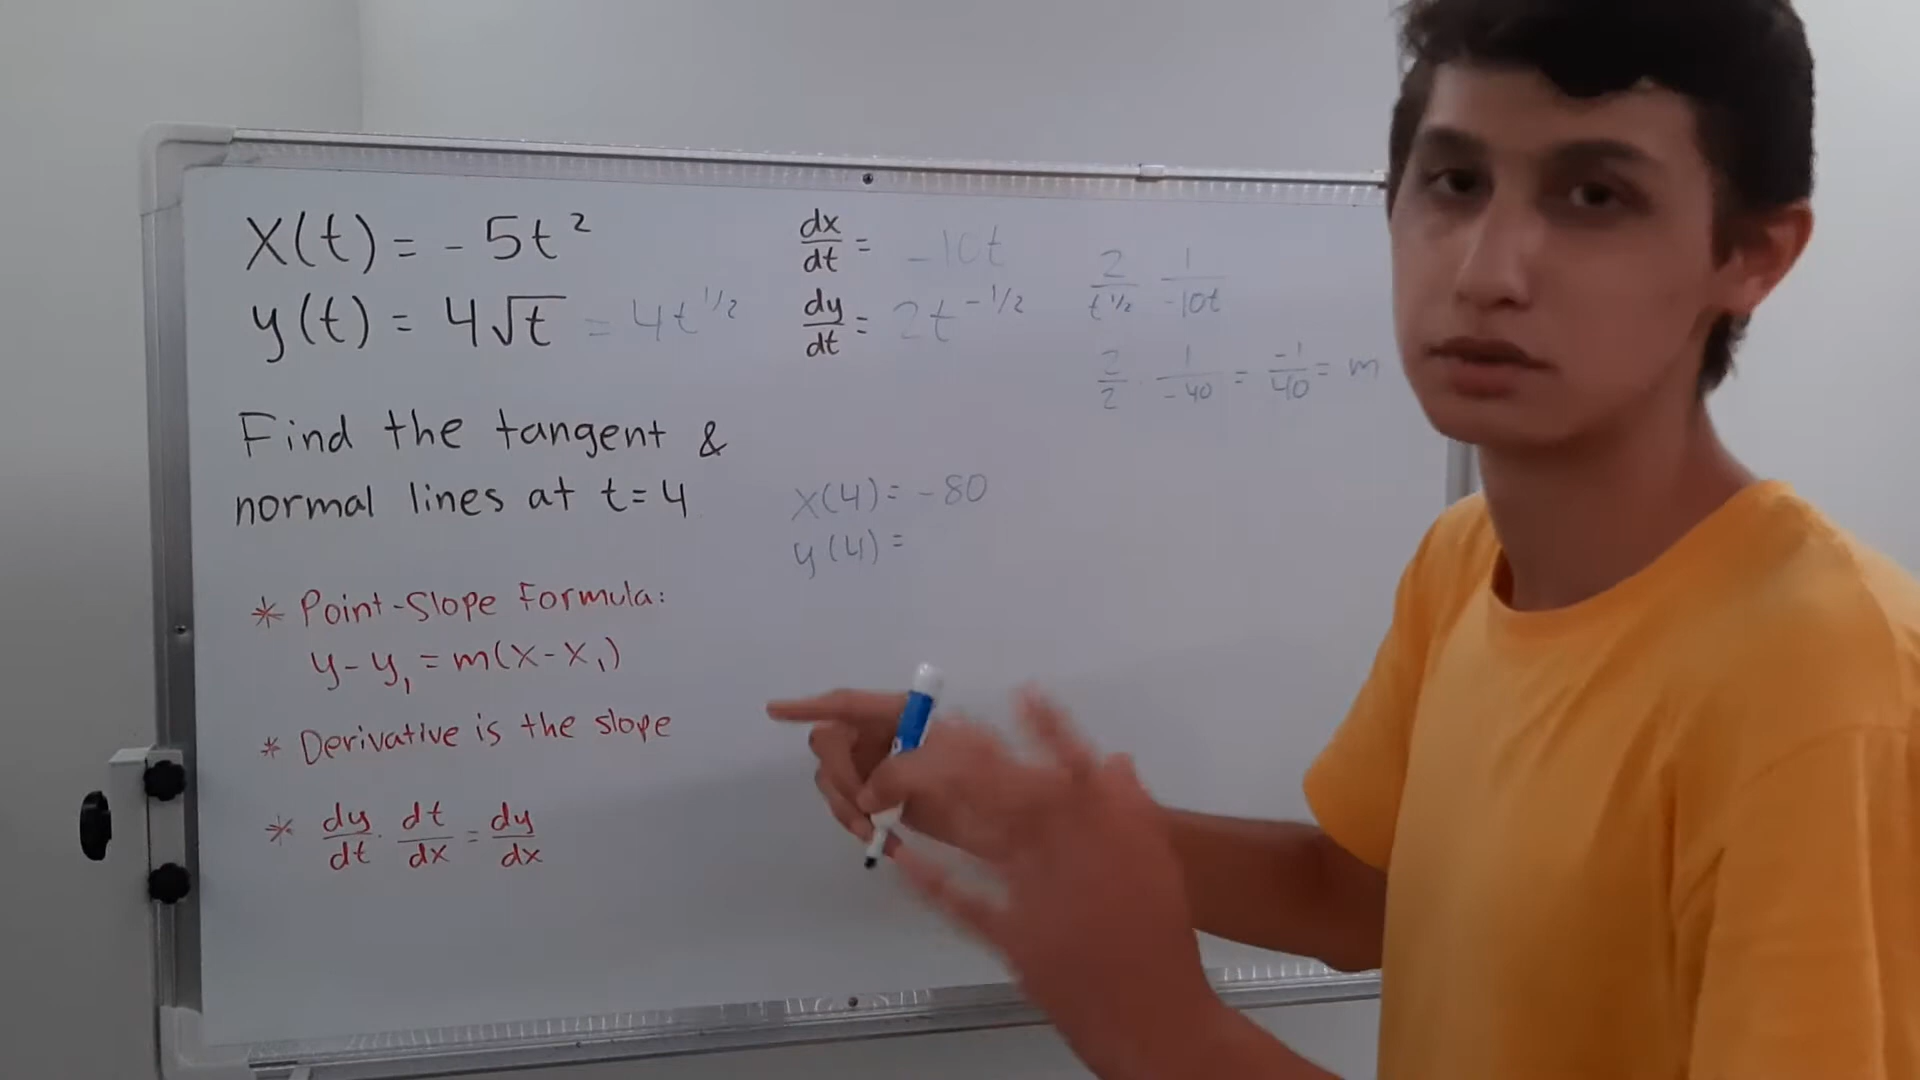 x(t) = -5t²
y(t) = 4√t = 4t^1/2
Find the tangent &
normal lines at t=4
* Point-Slope Formula:
y - y₁ = m(x - x₁)
* Derivative is the slope
* dy/dt · dt/dx = dy/dx
dx/dt = -10t
dy/dt = 2t^-1/2
x(4) = -80
y(4) =
2/t^1/2 1/-10t
2/2 · 1/-40 = -1/40 = m